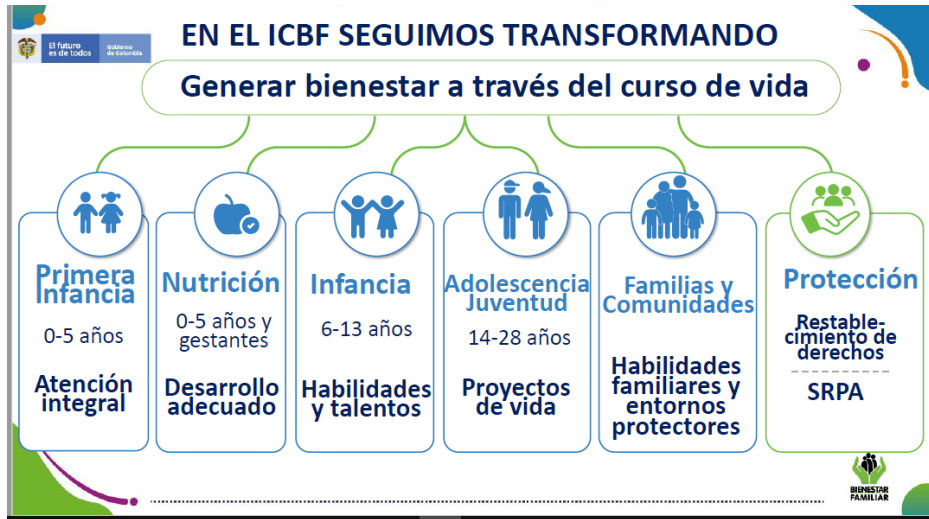 El futuro
es de todos
Gobierno
de Colombia
EN EL ICBF SEGUIMOS TRANSFORMANDO
Generar bienestar a través del curso de vida
Primera
Infancia
0-5 años
Atención
integral
Nutrición
0-5 años y
gestantes
Desarrollo
adecuado
Infancia
6-13 años
Habilidades
y talentos
Adolescencia
Juventud
14-28 años
Proyectos
de vida
Familias y
Comunidades
Habilidades
familiares y
entornos
protectores
Protección
Restable-
cimiento de
derechos
SRPA
BIENESTAR
FAMILIAR